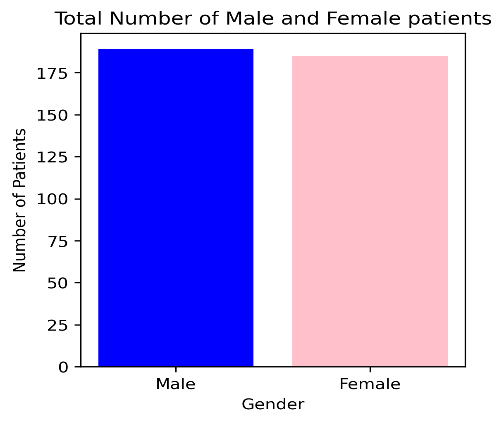 Total Number of Male and Female patients
Number of Patients
175
150
125
100
75
50
25
0
Male Female
Gender